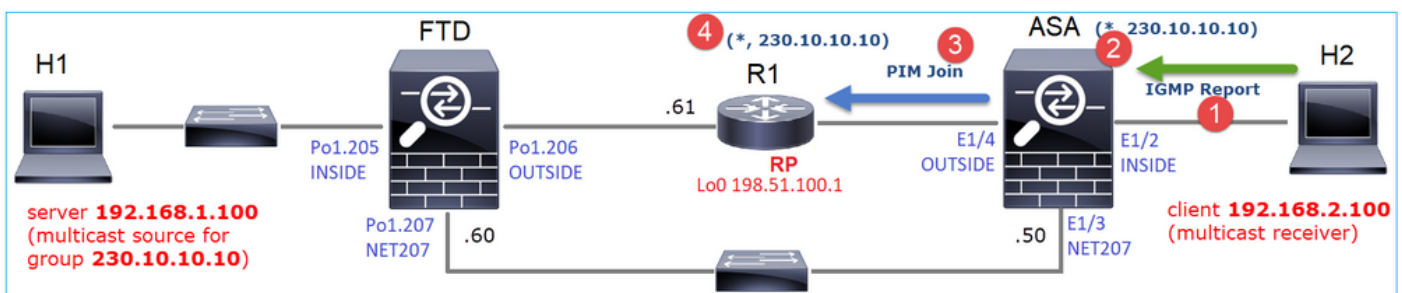 H1
FTD
4
(*, 230.10.10.10)
3
ASA
(*, 230.10.10.10)
2
H2
R1
PIM Join
IGMP Report
1
.61
Po1.205
INSIDE
Po1.206
OUTSIDE
RP
Lo0 198.51.100.1
E1/4
OUTSIDE
E1/2
INSIDE
server 192.168.1.100
(multicast source for
group 230.10.10.10)
Po1.207
NET207
.60
.50
E1/3
NET207
client 192.168.2.100
(multicast receiver)